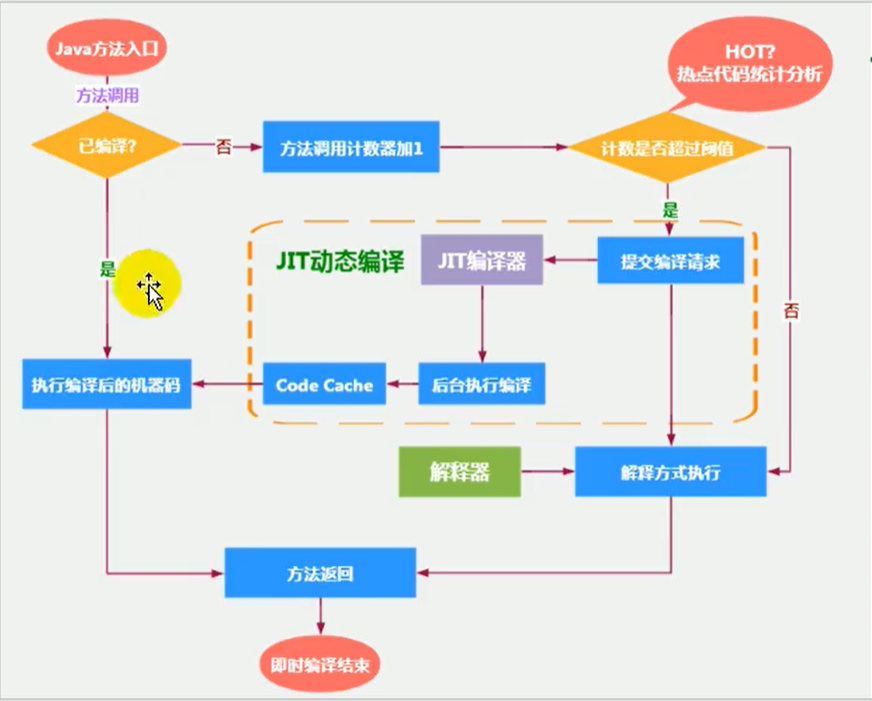 Java方法入口
HOT?
热点代码统计分析
方法调用
已编译?
否
方法调用计数器加1
计数是否超过阈值
是
JIT动态编译
JIT编译器
提交编译请求
是
否
执行编译后的机器码
Code Cache
后台执行编译
解释器
解释方式执行
方法返回
即时编译结束